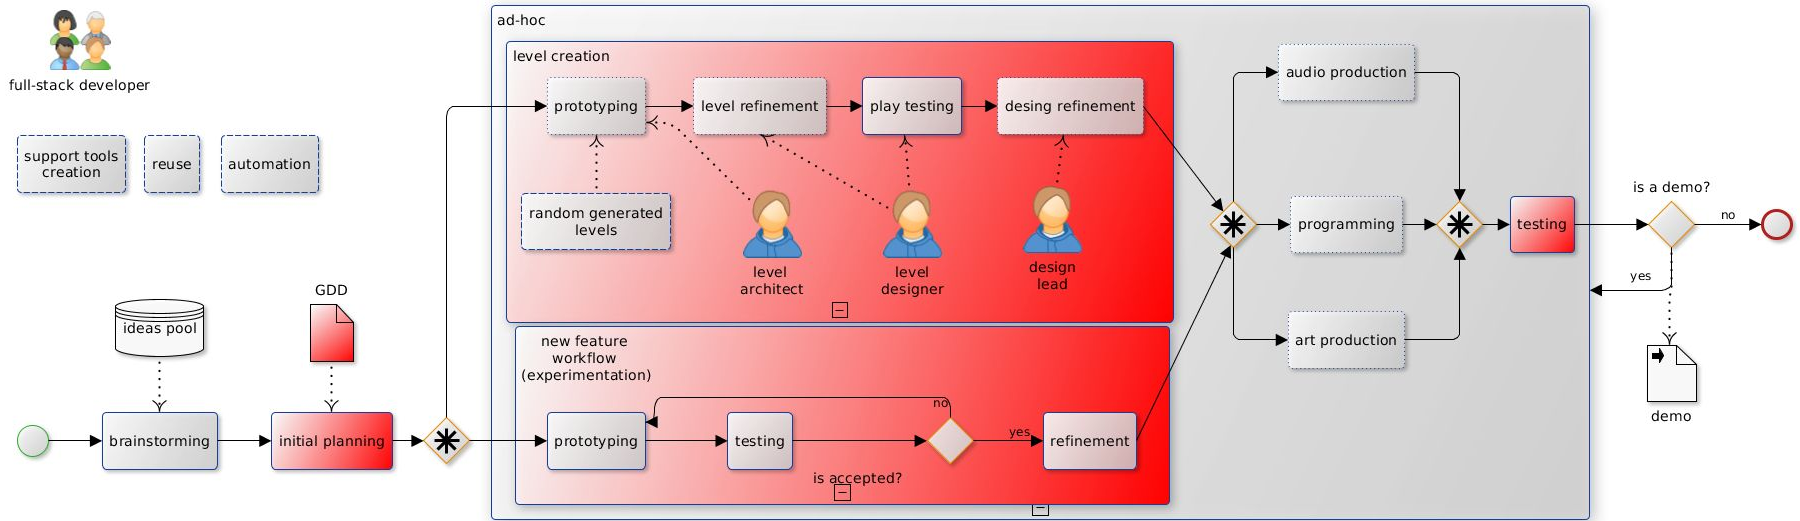 full-stack developer
support tools
creation
reuse
automation
ideas pool
GDD
brainstorming
initial planning
ad-hoc
level creation
prototyping
level refinement
play testing
desing refinement
random generated
levels
level
architect
level
designer
design
lead
new feature
workflow
(experimentation)
prototyping
testing
is accepted?
no
yes
refinement
audio production
programming
art production
testing
is a demo?
no
yes
demo